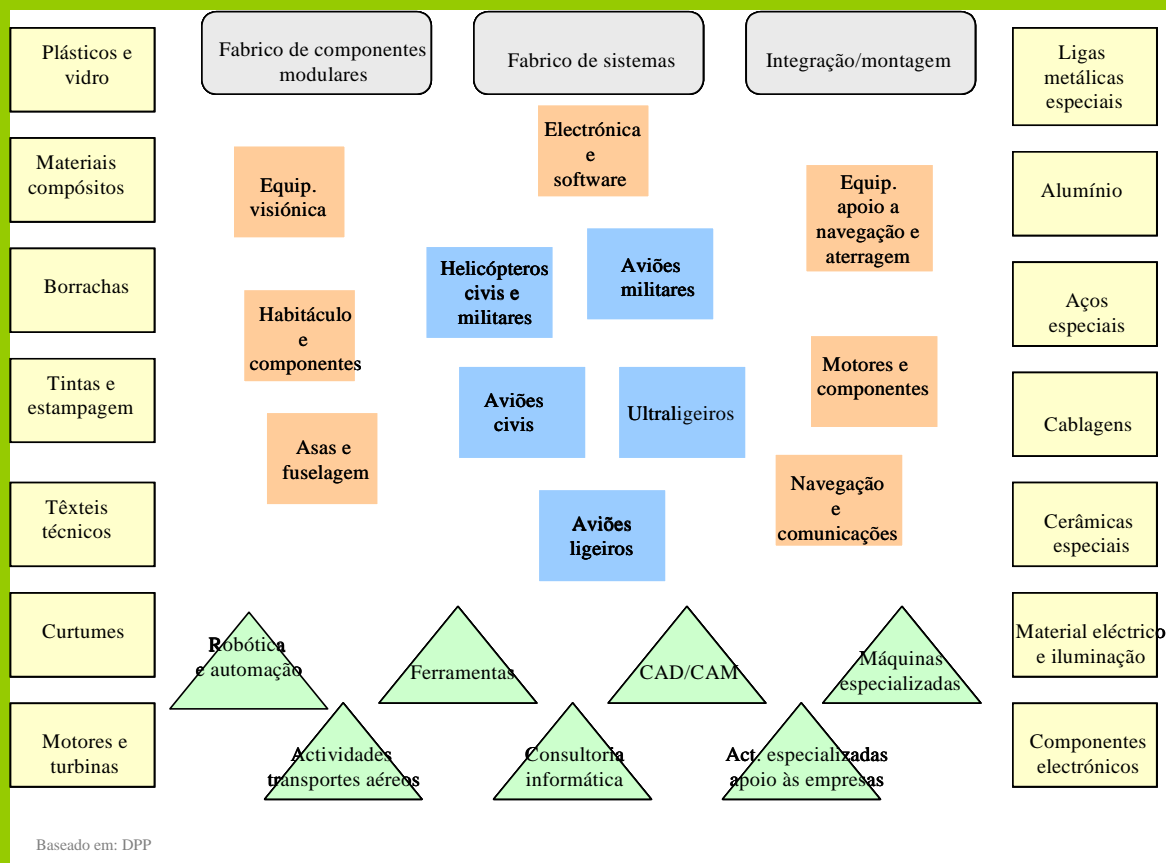 Plásticos e
vidro
Fabrico de componentes
modulares
Fabrico de sistemas
Integração/montagem
Ligas
metálicas
especiais
Materiais
compósitos
Equip.
visiónica
Electrónica
e
software
Equip.
apoio a
navegação e
aterragem
Alumínio
Borrachas
Helicópteros
civis e
militares
Aviões
militares
Aços
especiais
Habitáculo
e
componentes
Motores e
componentes
Tintas e
estampagem
Aviões
civis
Ultraligeiros
Cablagens
Asas e
fuselagem
Navegação
e
comunicações
Têxteis
técnicos
Aviões
ligeiros
Cerâmicas
especiais
Curtumes
Robótica
e automação
Ferramentas
CAD/CAM
Máquinas
especializadas
Material eléctrico
e iluminação
Motores e
turbinas
Actividades
transportes aéreos
Consultoria
informática
Act. especializadas
apoio às empresas
Componentes
electrónicos
Baseado em: DPP